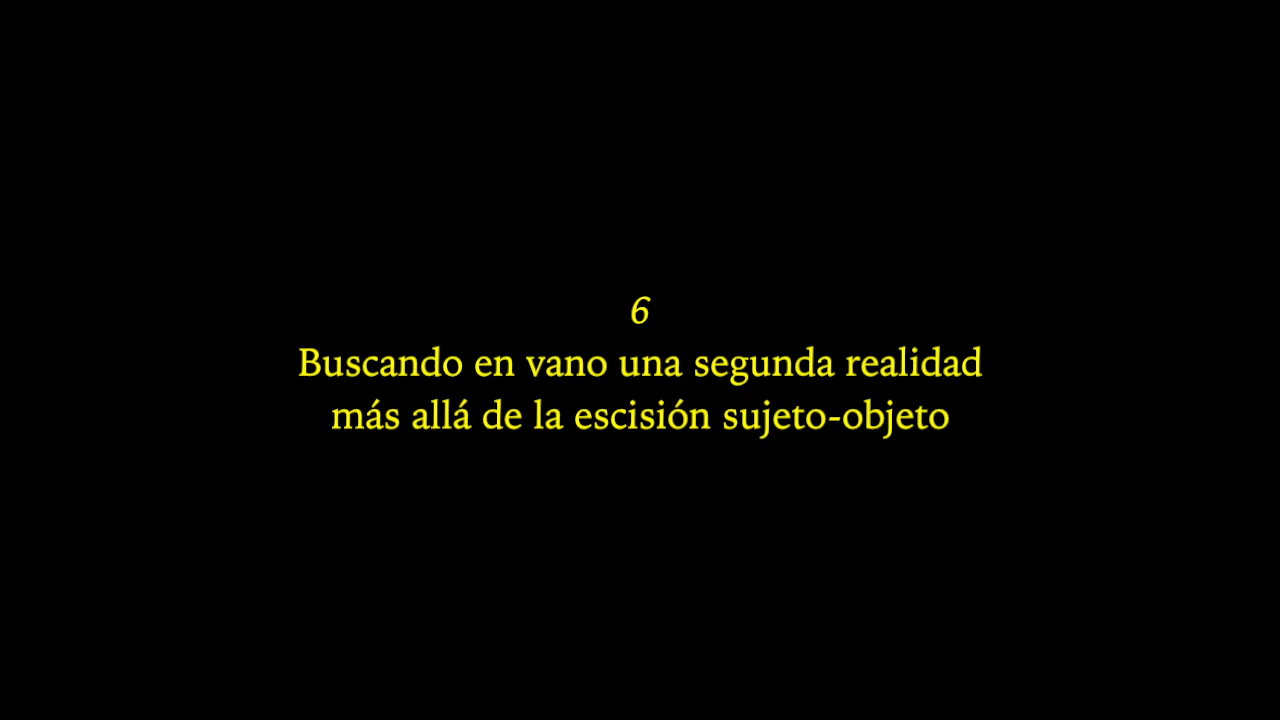 6
Buscando en vano una segunda realidad
más allá de la escisión sujeto-objeto